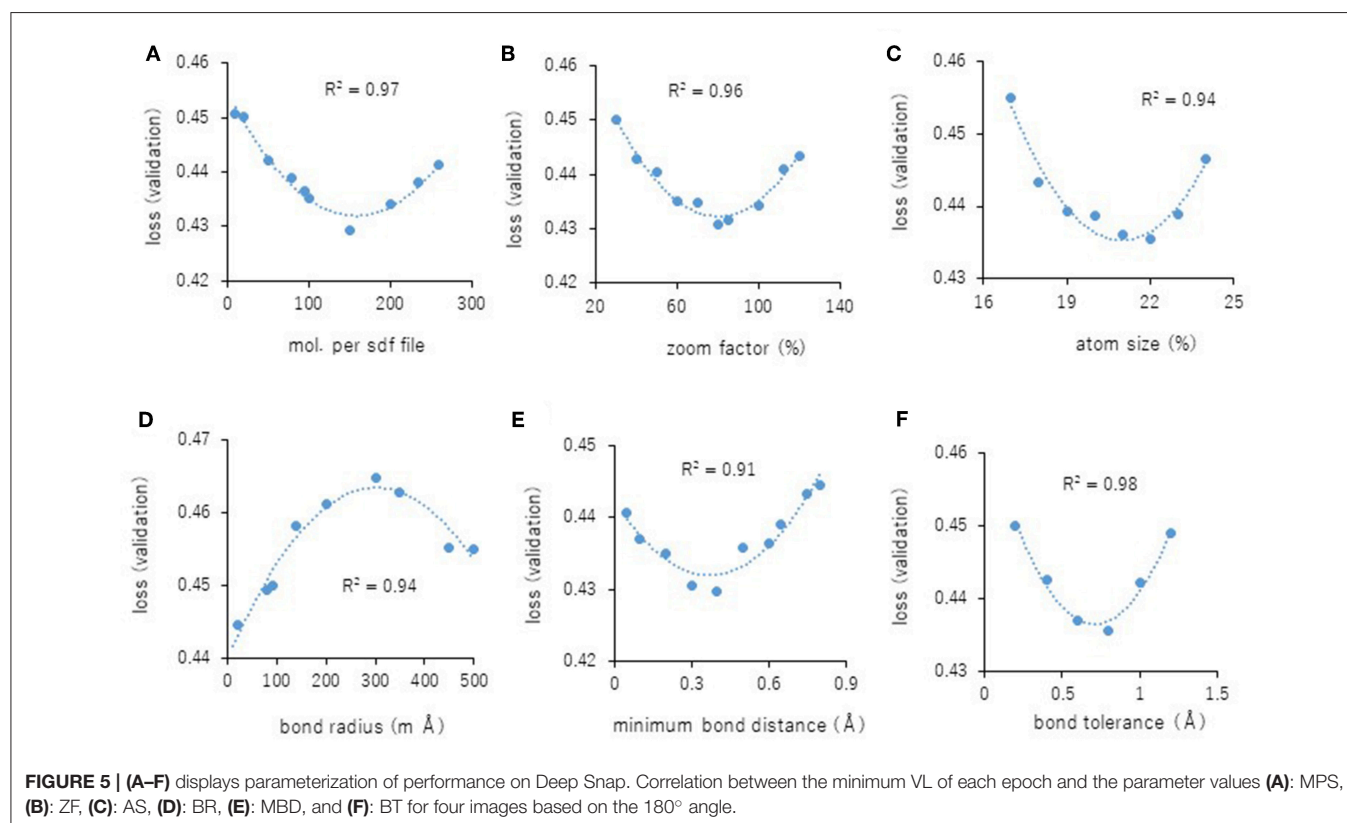 A
0.46
0.45
0.44
0.43
0.42
R² = 0.97
loss (validation)
0
100
200
300
mol. per sdf file
B
0.46
0.45
0.44
0.43
0.42
R² = 0.96
loss (validation)
20
60
100
140
zoom factor (%)
C
0.46
0.45
0.44
0.43
R² = 0.94
loss (validation)
16
19
22
25
atom size (%)
D
0.47
0.46
0.45
0.44
R² = 0.94
loss (validation)
0
100
200
300
400
500
bond radius (m Å)
E
0.45
0.44
0.43
0.42
R² = 0.91
loss (validation)
0
0.3
0.6
0.9
minimum bond distance (Å)
F
0.46
0.45
0.44
0.43
R² = 0.98
loss (validation)
0
0.5
1
1.5
bond tolerance (Å)
FIGURE 5 | (A–F) displays parameterization of performance on Deep Snap. Correlation between the minimum VL of each epoch and the parameter values (A): MPS,
(B): ZF, (C): AS, (D): BR, (E): MBD, and (F): BT for four images based on the 180° angle.